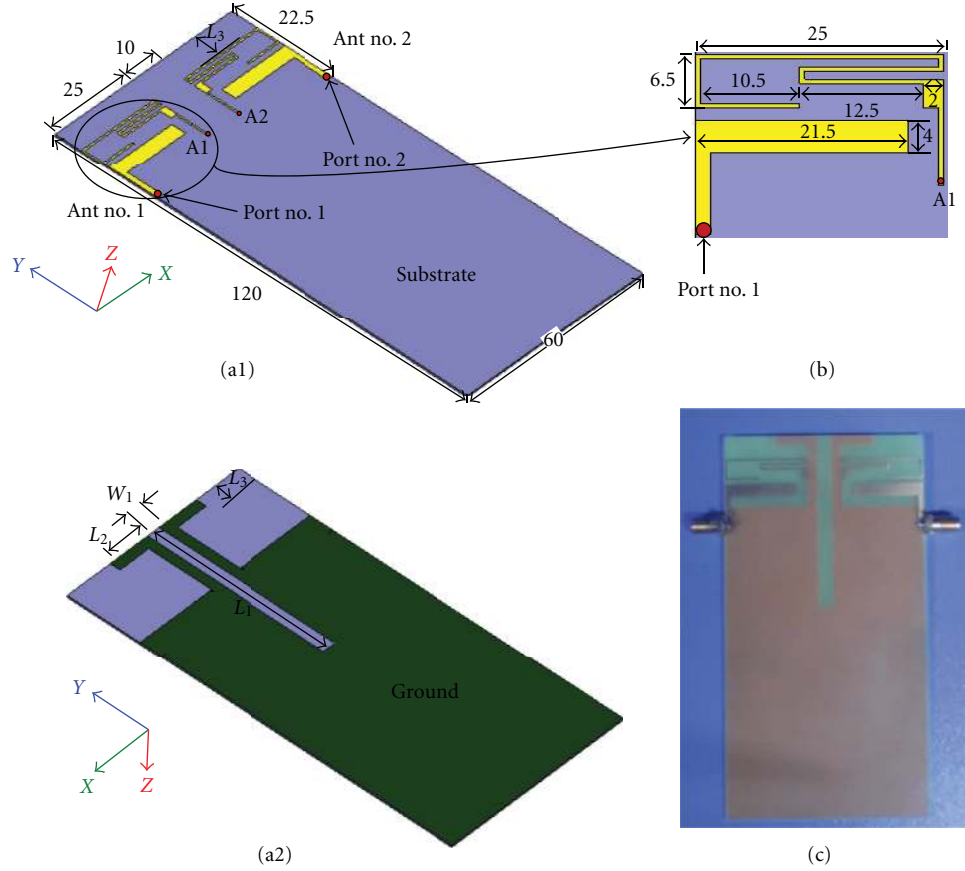 22.5
L3
Ant no. 2
10
25
A2
A1
Port no. 2
Ant no. 1
Port no. 1
Z
Y
X
Substrate
120
60
(a1)
25
6.5
10.5
2
12.5
21.5
4
A1
Port no. 1
(b)
L3
W1
L2
L1
Ground
Y
X
Z
(a2)
(c)